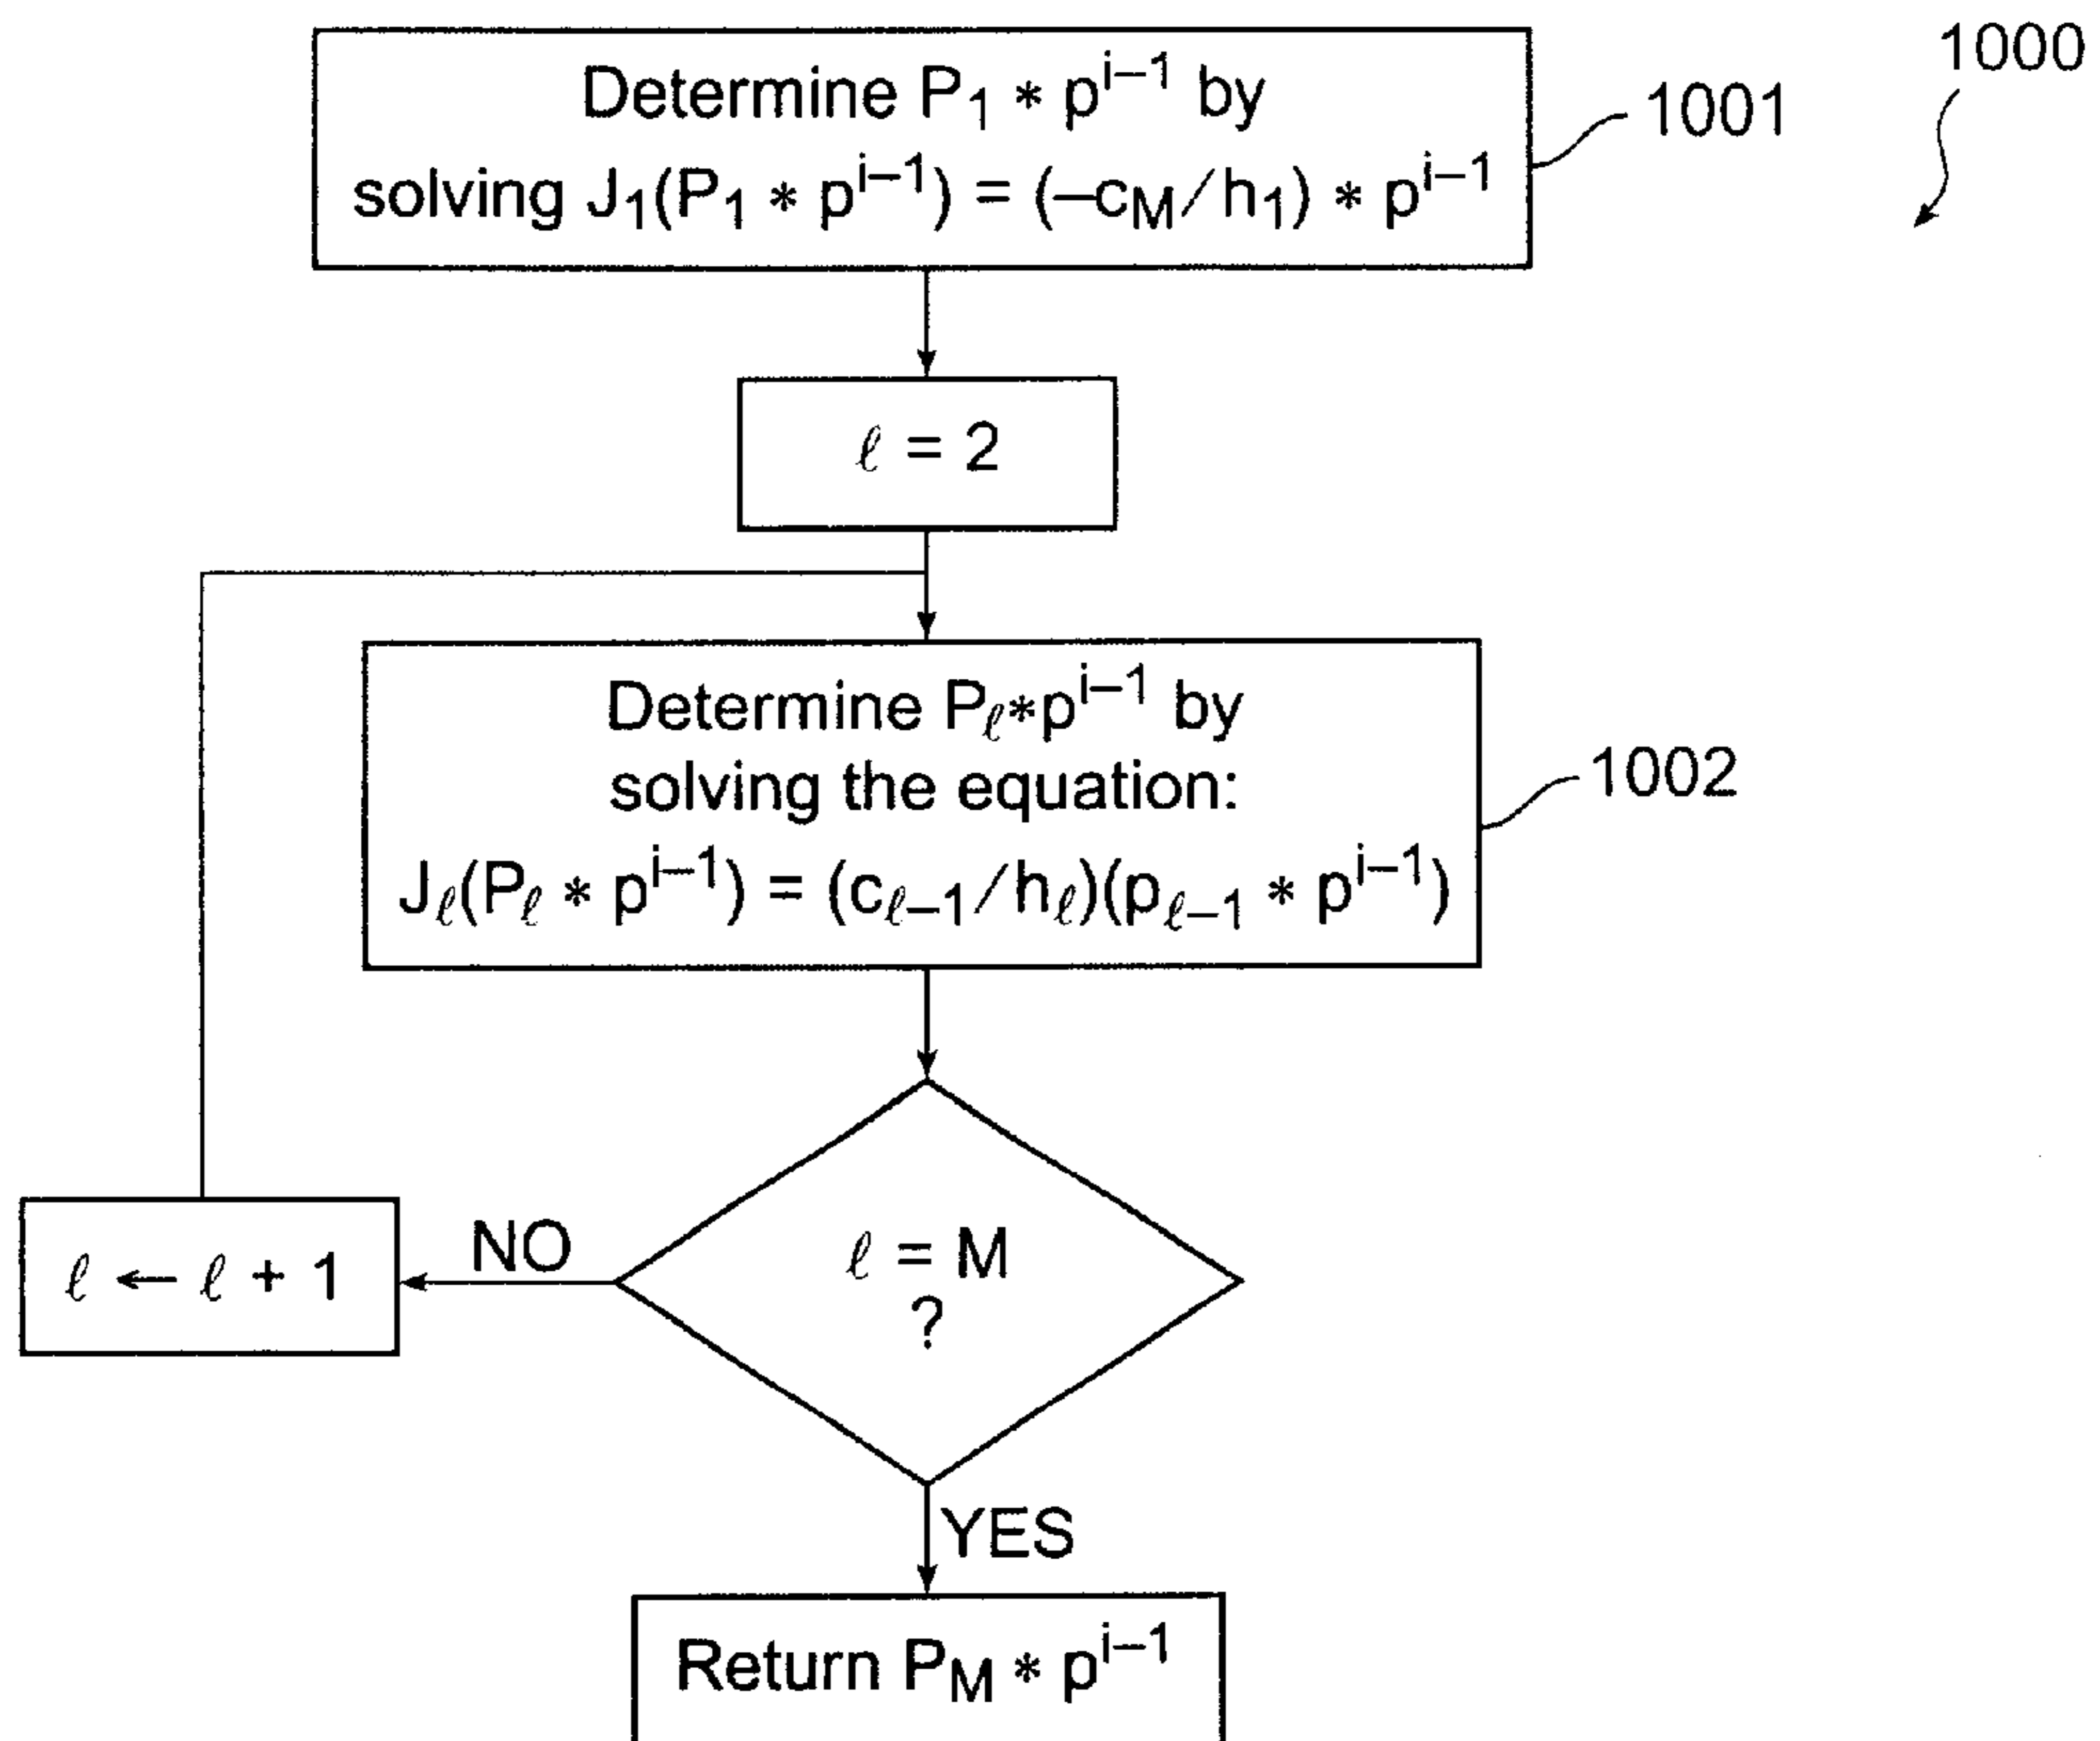 1000
Determine P₁ * pⁱ⁻¹ by
solving J₁(P₁ * pⁱ⁻¹) = (–c_M/h₁) * pⁱ⁻¹
1001
ℓ = 2
Determine P_ℓ*pⁱ⁻¹ by
solving the equation:
J_ℓ(P_ℓ * pⁱ⁻¹) = (c_ℓ₋₁/h_ℓ)(p_ℓ₋₁ * pⁱ⁻¹)
1002
ℓ = M
?
NO
ℓ ← ℓ + 1
YES
Return P_M * pⁱ⁻¹